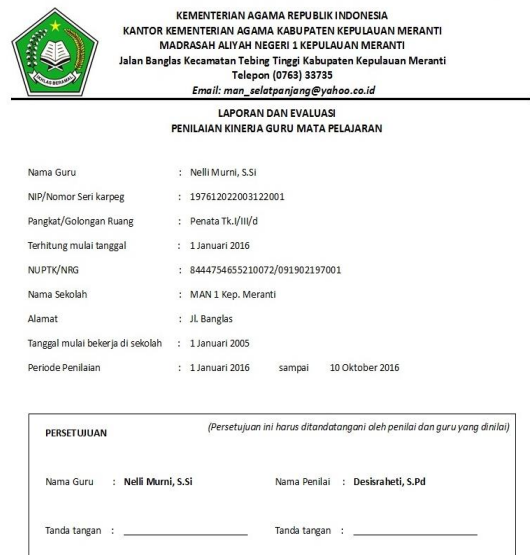 KEMENTERIAN AGAMA REPUBLIK INDONESIA
KANTOR KEMENTERIAN AGAMA KABUPATEN KEPULAUAN MERANTI
MADRASAH ALIYAH NEGERI 1 KEPULAUAN MERANTI
Jalan Banglas Kecamatan Tebing Tinggi Kabupaten Kepulauan Meranti
Telepon (0763) 33735
Email: man_selatpanjang@yahoo.co.id
IKHLAS BERAMAL
LAPORAN DAN EVALUASI
PENILAIAN KINERJA GURU MATA PELAJARAN
Nama Guru : Nelli Murni, S.Si
NIP/Nomor Seri karpeg : 197612022003122001
Pangkat/Golongan Ruang : Penata Tk.I/III/d
Terhitung mulai tanggal : 1 Januari 2016
NUPTK/NRG : 8444754655210072/091902197001
Nama Sekolah : MAN 1 Kep. Meranti
Alamat : Jl. Banglas
Tanggal mulai bekerja di sekolah : 1 Januari 2005
Periode Penilaian : 1 Januari 2016 sampai 10 Oktober 2016
PERSETUJUAN (Persetujuan ini harus ditandatangani oleh penilai dan guru yang dinilai)
Nama Guru : Nelli Murni, S.Si Nama Penilai : Desisraheti, S.Pd
Tanda tangan : Tanda tangan :